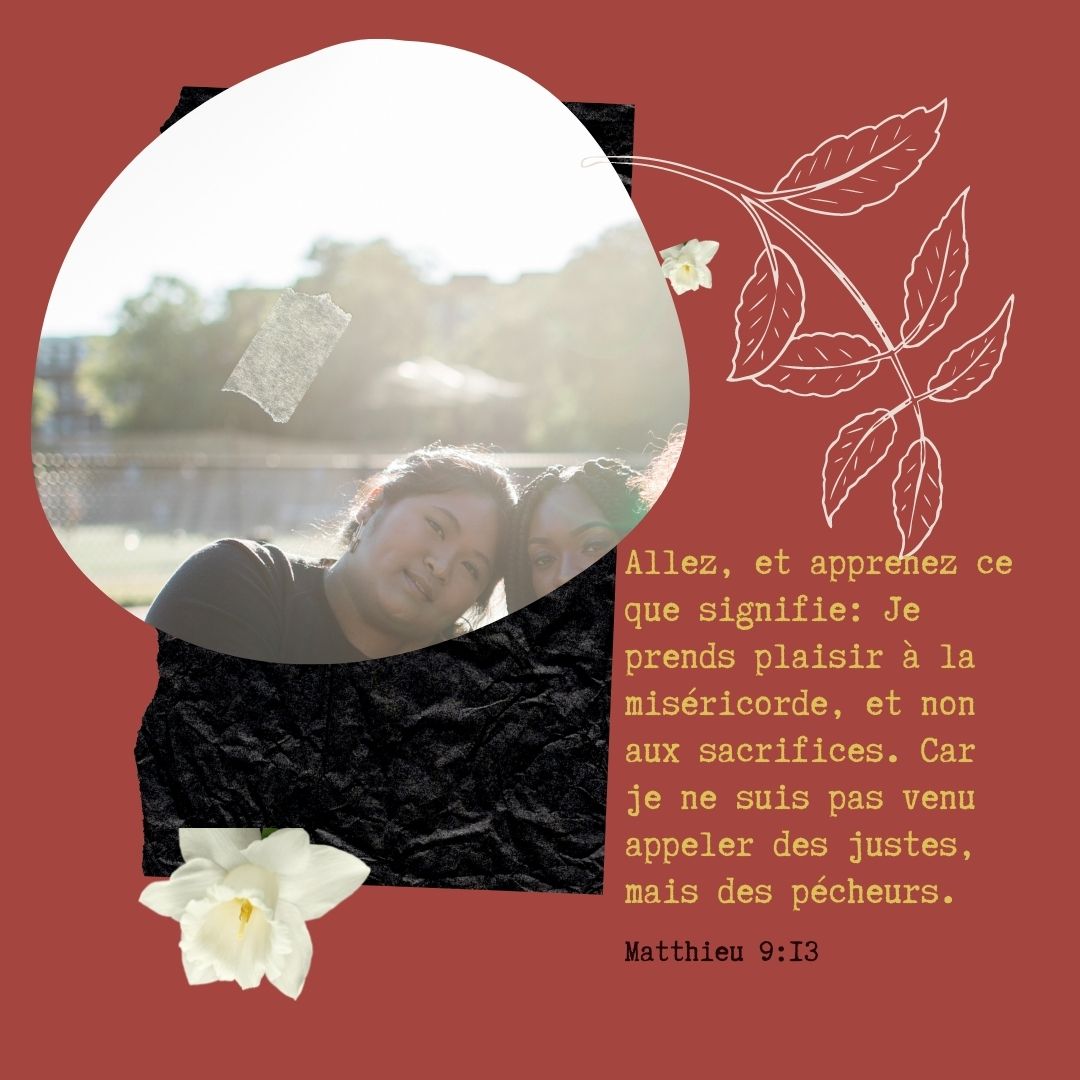 Allez, et apprenez ce
que signifie: Je
prends plaisir à la
miséricorde, et non
aux sacrifices. Car
je ne suis pas venu
appeler des justes,
mais des pécheurs.
Matthieu 9:13